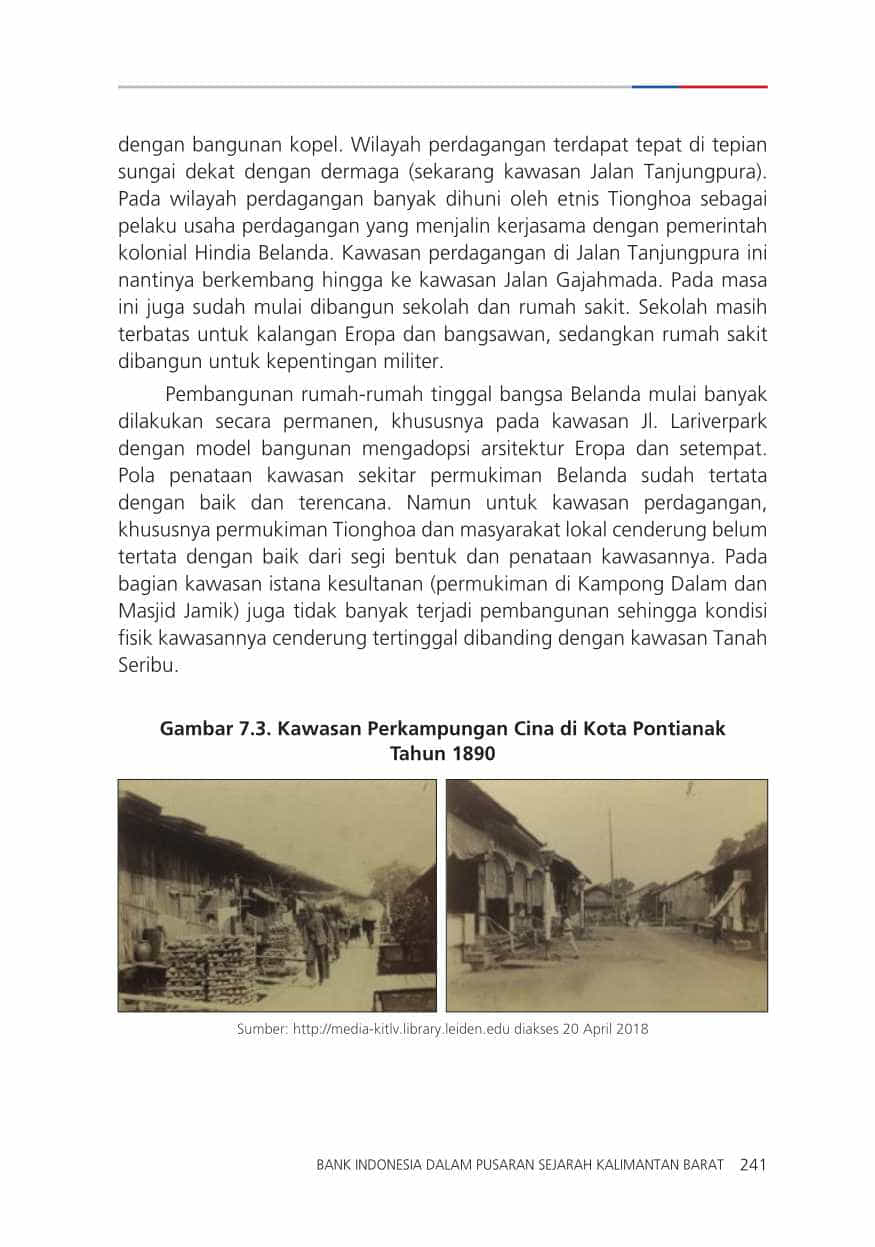 dengan bangunan kopel. Wilayah perdagangan terdapat tepat di tepian
sungai dekat dengan dermaga (sekarang kawasan Jalan Tanjungpura).
Pada wilayah perdagangan banyak dihuni oleh etnis Tionghoa sebagai
pelaku usaha perdagangan yang menjalin kerjasama dengan pemerintah
kolonial Hindia Belanda. Kawasan perdagangan di Jalan Tanjungpura ini
nantinya berkembang hingga ke kawasan Jalan Gajahmada. Pada masa
ini juga sudah mulai dibangun sekolah dan rumah sakit. Sekolah masih
terbatas untuk kalangan Eropa dan bangsawan, sedangkan rumah sakit
dibangun untuk kepentingan militer.
Pembangunan rumah-rumah tinggal bangsa Belanda mulai banyak
dilakukan secara permanen, khususnya pada kawasan Jl. Lariverpark
dengan model bangunan mengadopsi arsitektur Eropa dan setempat.
Pola penataan kawasan sekitar permukiman Belanda sudah tertata
dengan baik dan terencana. Namun untuk kawasan perdagangan,
khususnya permukiman Tionghoa dan masyarakat lokal cenderung belum
tertata dengan baik dari segi bentuk dan penataan kawasannya. Pada
bagian kawasan istana kesultanan (permukiman di Kampong Dalam dan
Masjid Jamik) juga tidak banyak terjadi pembangunan sehingga kondisi
fisik kawasannya cenderung tertinggal dibanding dengan kawasan Tanah
Seribu.
Gambar 7.3. Kawasan Perkampungan Cina di Kota Pontianak
Tahun 1890
Sumber: http://media-kitlv.library.leiden.edu diakses 20 April 2018
BANK INDONESIA DALAM PUSARAN SEJARAH KALIMANTAN BARAT 241